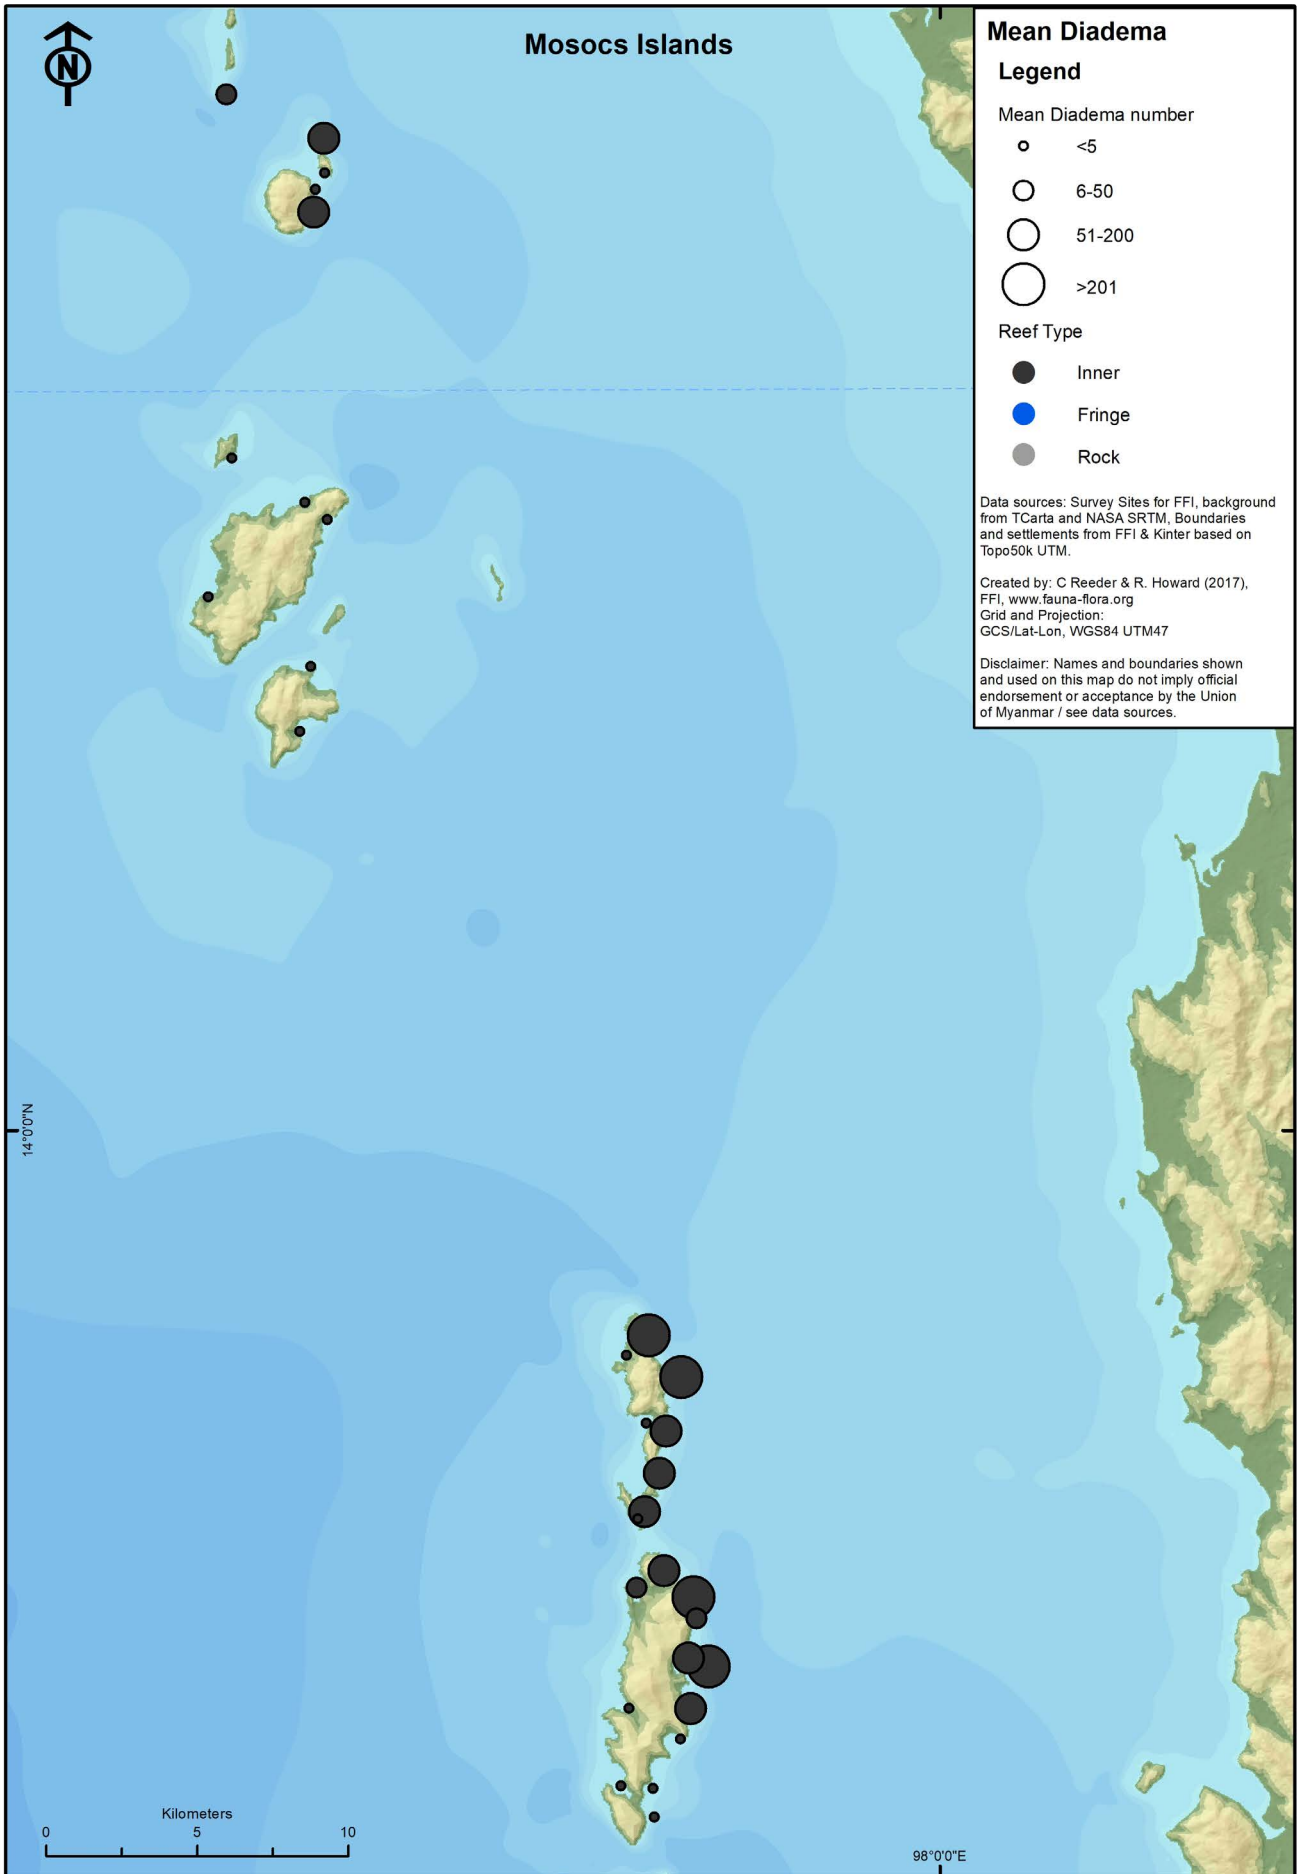 Mosocs Islands
N
Mean Diadema
Legend
Mean Diadema number
<5
6-50
51-200
>201
Reef Type
Inner
Fringe
Rock
Data sources: Survey Sites for FFI, background
from TCarta and NASA SRTM, Boundaries
and settlements from FFI & Kinter based on
Topo50k UTM.
Created by: C Reeder & R. Howard (2017),
FFI, www.fauna-flora.org
Grid and Projection:
GCS/Lat-Lon, WGS84 UTM47
Disclaimer: Names and boundaries shown
and used on this map do not imply official
endorsement or acceptance by the Union
of Myanmar / see data sources.
14°0'0"N
Kilometers
0 5 10
98°0'0"E